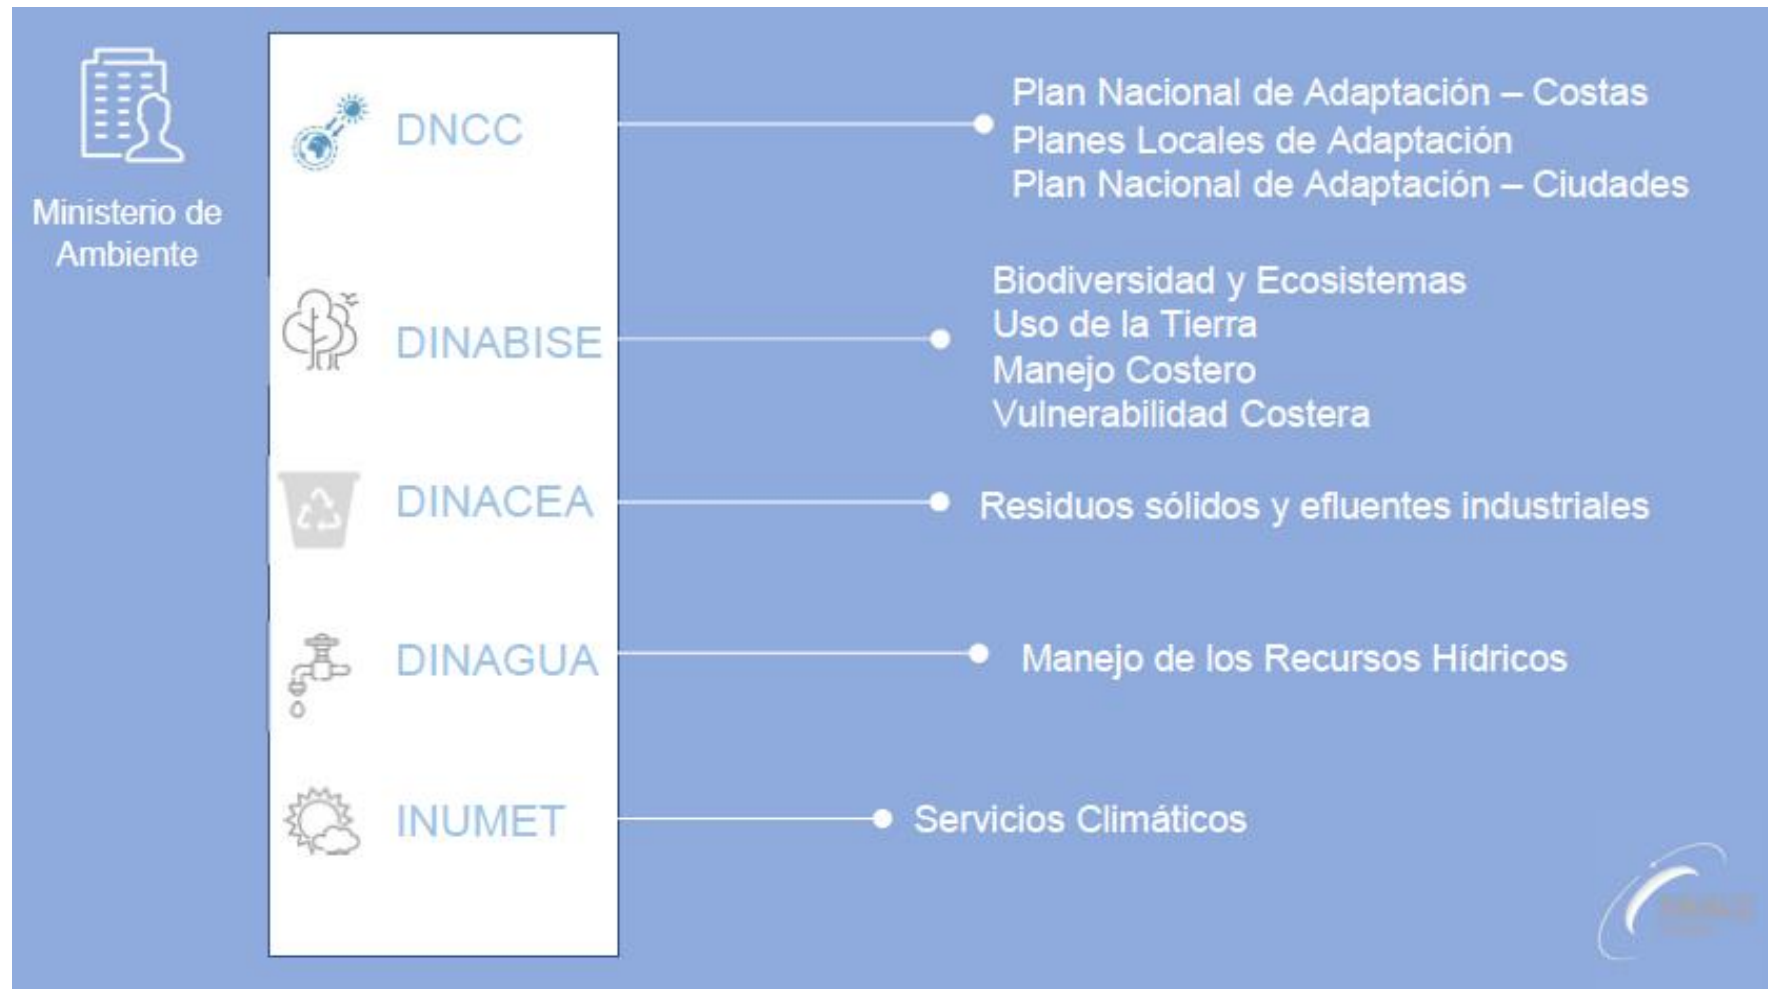 Ministerio de
Ambiente
DNCC
Plan Nacional de Adaptación – Costas
Planes Locales de Adaptación
Plan Nacional de Adaptación – Ciudades
DINABISE
Biodiversidad y Ecosistemas
Uso de la Tierra
Manejo Costero
Vulnerabilidad Costera
DINACEA
Residuos sólidos y efluentes industriales
DINAGUA
Manejo de los Recursos Hídricos
INUMET
Servicios Climáticos